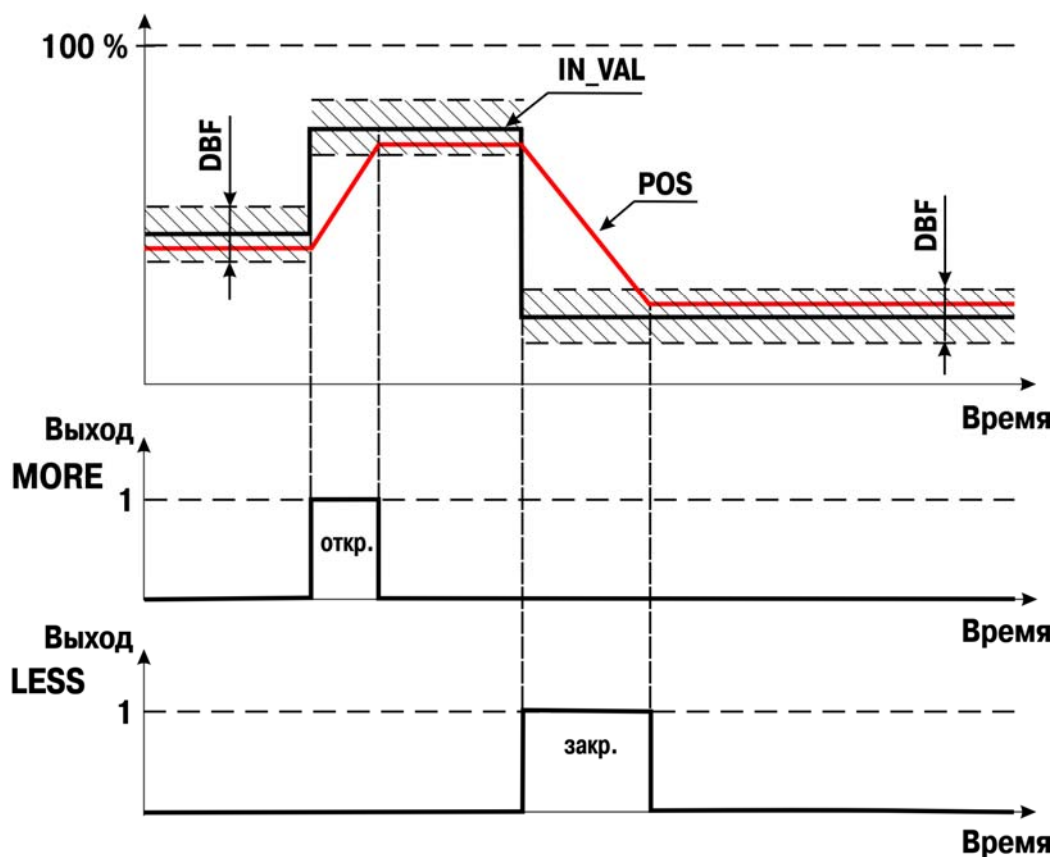 100 %
IN_VAL
DBF
POS
DBF
Время
Выход
MORE
1
откр.
Время
Выход
LESS
1
закр.
Время